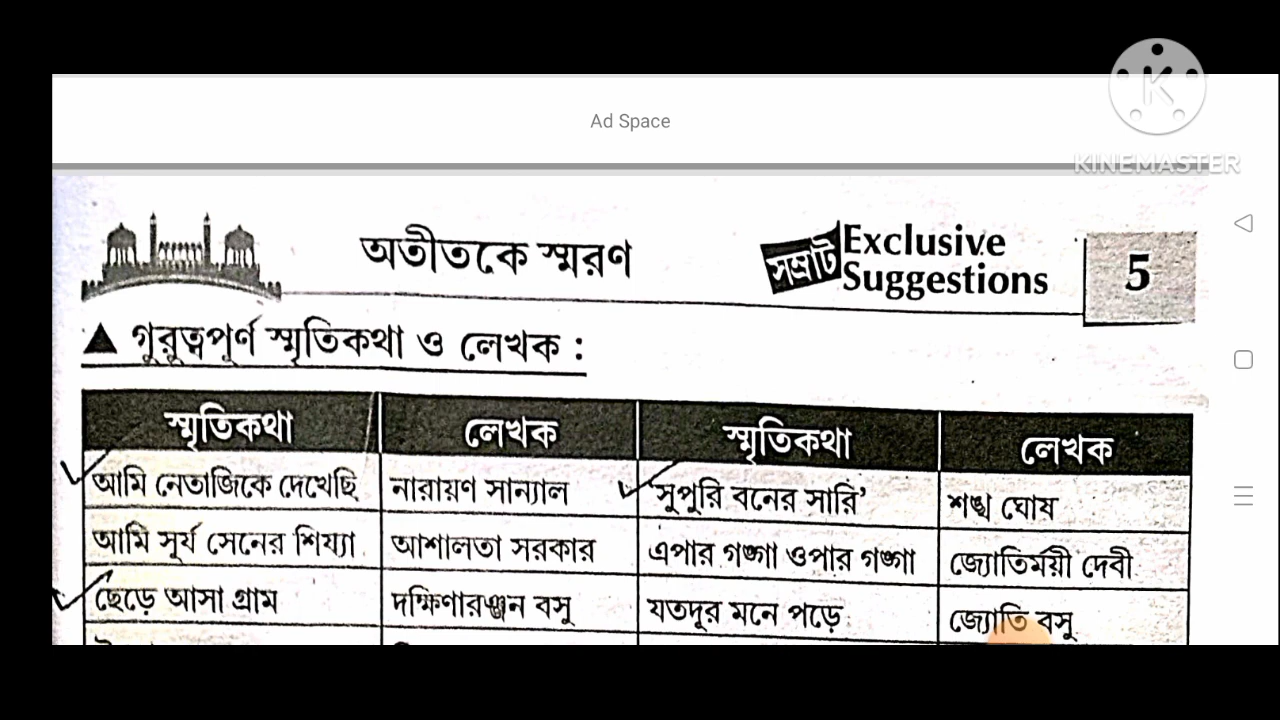 Ad Space
KINEMASTER
অতীতকে স্মরণ
সম্রাট Exclusive Suggestions
5
▲ গুরুত্বপূর্ণ স্মৃতিকথা ও লেখক :
স্মৃতিকথা লেখক স্মৃতিকথা লেখক
আমি নেতাজিকে দেখেছি নারায়ণ সান্যাল 'সুপুরি বনের সারি' শঙ্খ ঘোষ
আমি সূর্য সেনের শিষ্যা আশালতা সরকার এপার গঙ্গা ওপার গঙ্গা জ্যোতির্ময়ী দেবী
ছেড়ে আসা গ্রাম দক্ষিণারঞ্জন বসু যতদূর মনে পড়ে জ্যোতি বসু